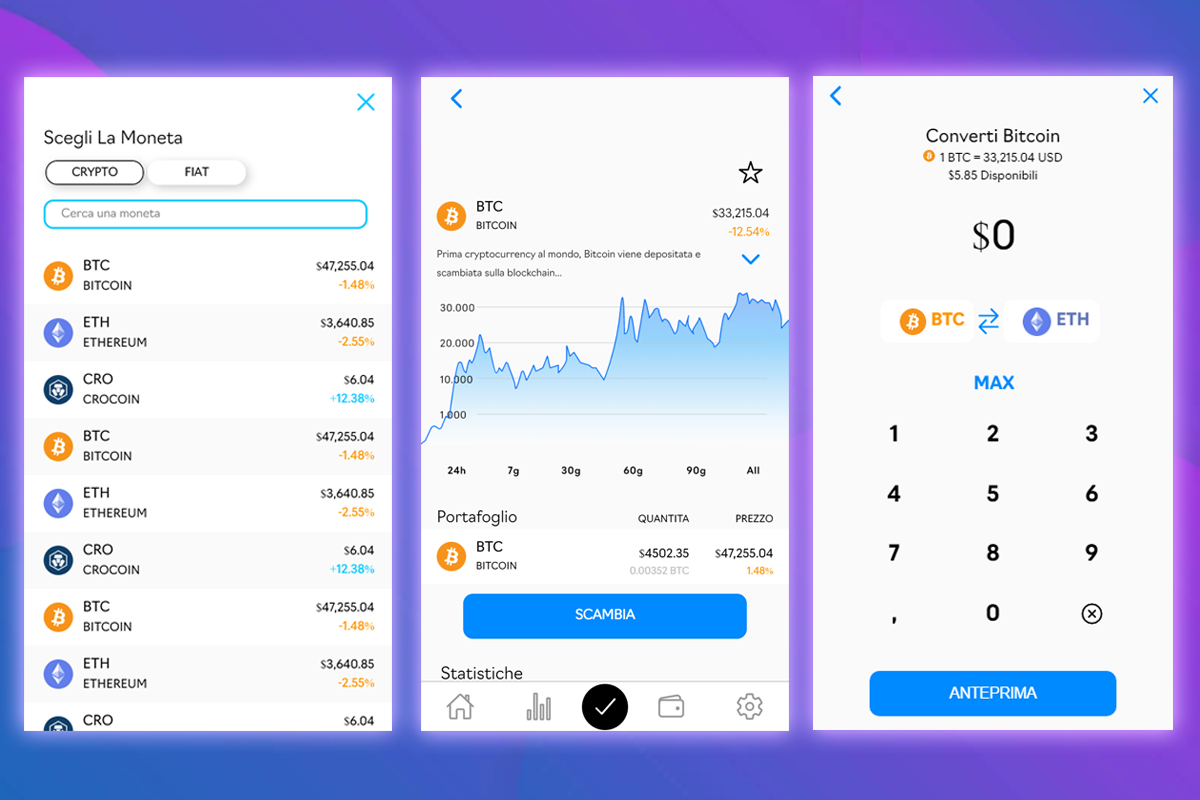 Scegli La Moneta
CRYPTO FIAT
Cerca una moneta
BTC $47,255.04
BITCOIN -1.48%
ETH $3,640.85
ETHEREUM -2.55%
CRO $6.04
CROCOIN +12.38%
BTC $47,255.04
BITCOIN -1.48%
ETH $3,640.85
ETHEREUM -2.55%
CRO $6.04
CROCOIN +12.38%
BTC $47,255.04
BITCOIN -1.48%
ETH $3,640.85
ETHEREUM -2.55%
CRO $6.04
BTC $33,215.04
BITCOIN -12.54%
Prima cryptocurrency al mondo, Bitcoin viene depositata e
scambiata sulla blockchain...
30.000
20.000
10.000
1.000
24h 7g 30g 60g 90g All
Portafoglio QUANTITA PREZZO
BTC $4502.35 $47,255.04
BITCOIN 0.00352 BTC 1.48%
SCAMBIA
Statistiche
Converti Bitcoin
1 BTC = 33,215.04 USD
$5.85 Disponibili
$0
BTC ETH
MAX
1 2 3
4 5 6
7 8 9
, 0
ANTEPRIMA